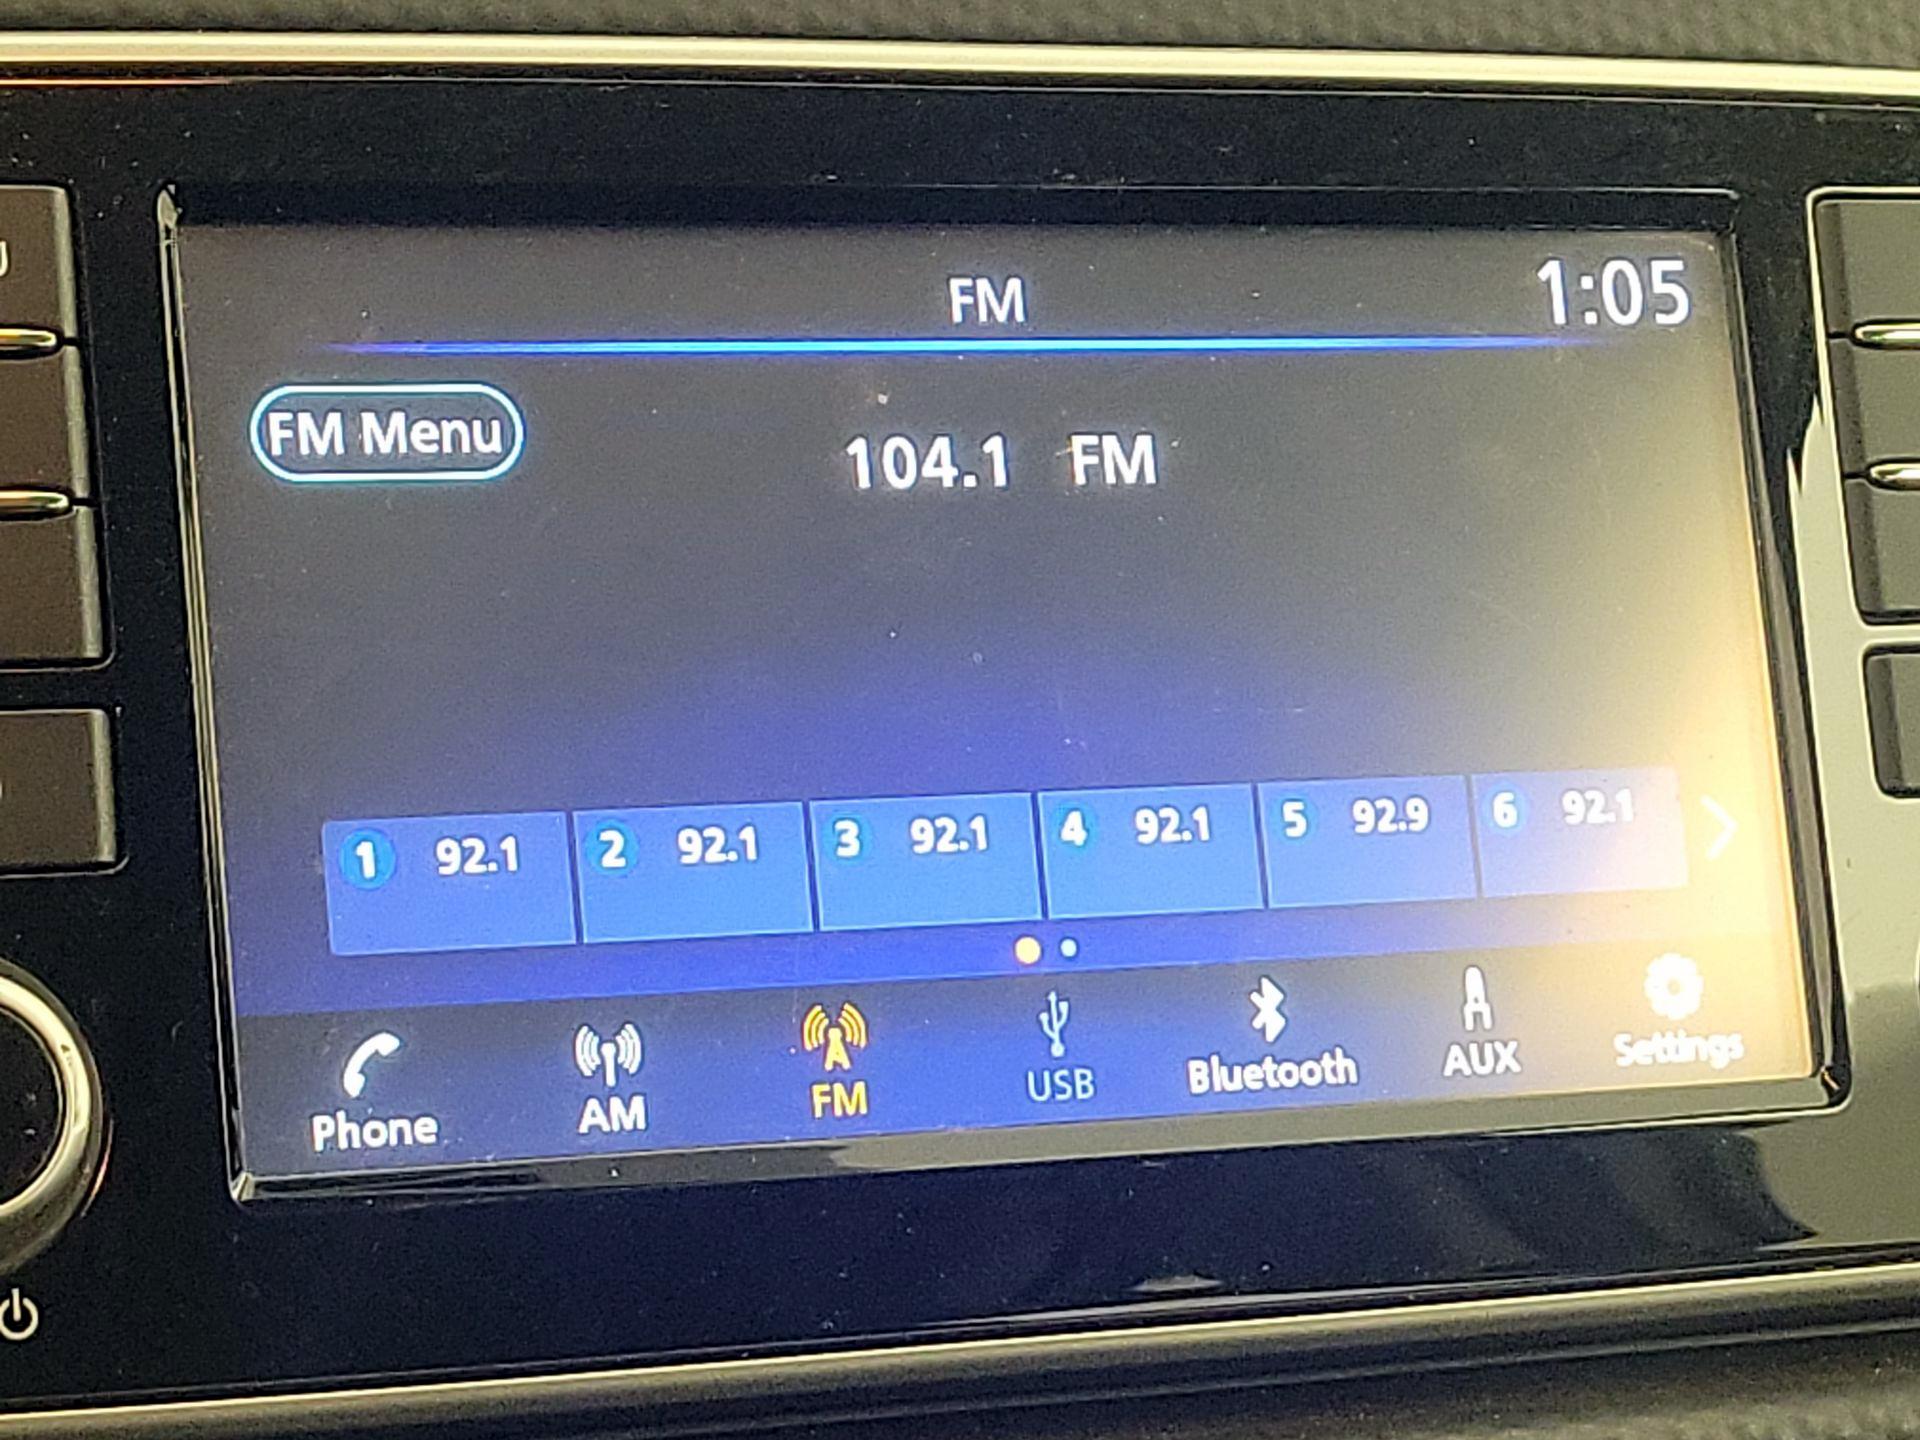 FM 1:05
FM Menu
104.1 FM
1 92.1 2 92.1 3 92.1 4 92.1 5 92.9 6 92.1
Phone AM FM USB Bluetooth AUX Settings